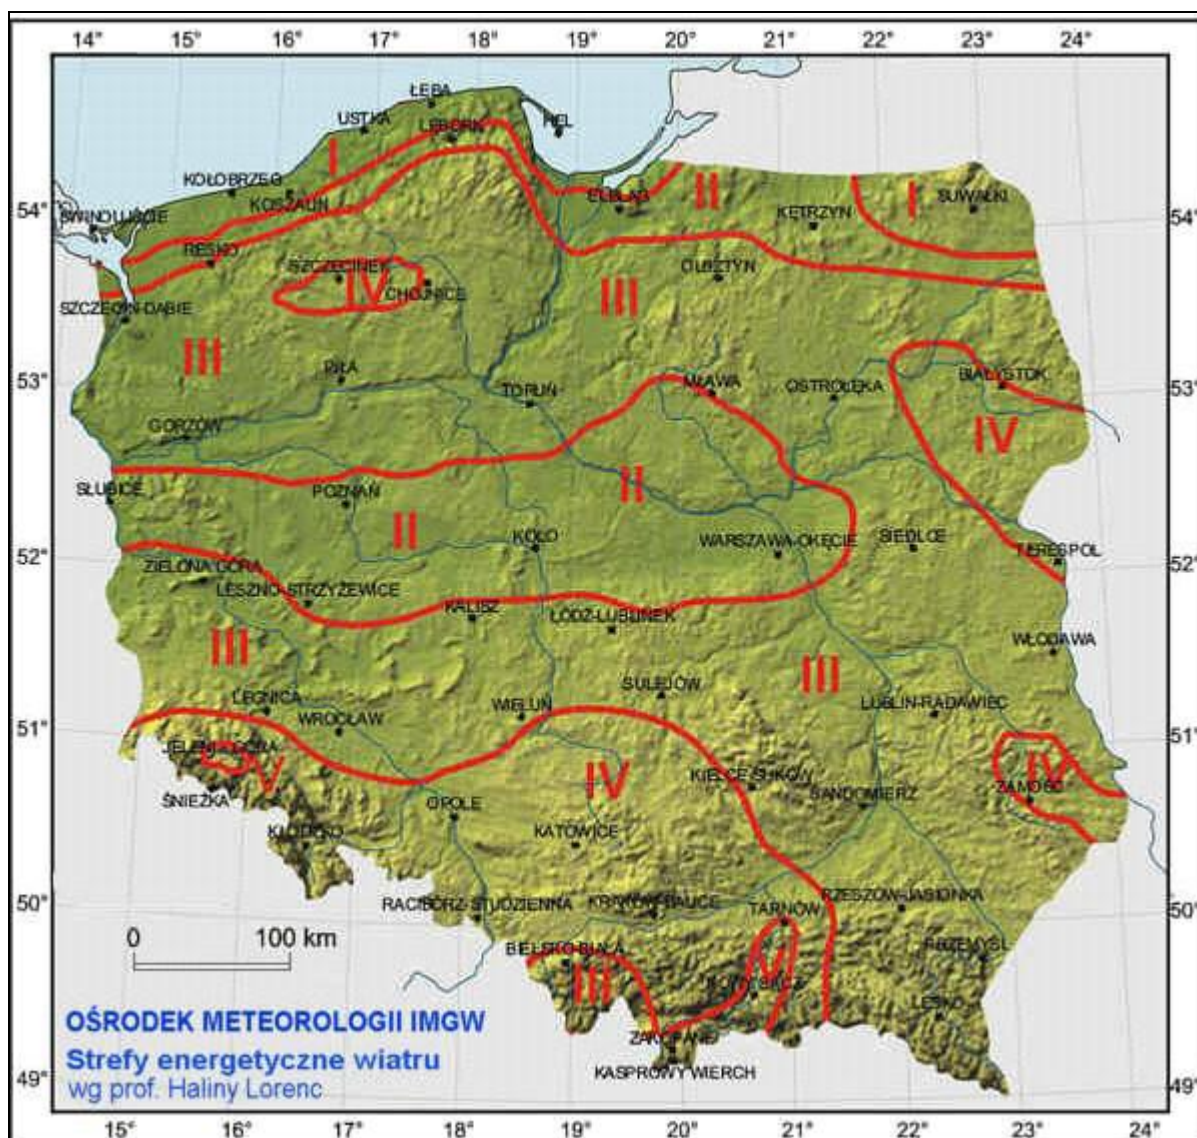 14° 15° 16° 17° 18° 19° 20° 21° 22° 23° 24°
ŁEBA
USTKA
HEL
LĘBORK
I
KOŁOBRZEG
KOSZALIN
ELBLĄG
II
I
SUWAŁKI
54°
54°
ŚWINOUJŚCIE
KĘTRZYN
RESKO
SZCZECINEK
OLSZTYN
IV
CHOJNICE
III
SZCZECIN-DĄBIE
III
PIŁA
53°
TORUŃ
MŁAWA
OSTROŁĘKA
BIAŁYSTOK
53°
GORZÓW
IV
SŁUBICE
POZNAŃ
II
II
KOŁO
WARSZAWA-OKĘCIE
SIEDLCE
TERESPOL
52°
52°
ZIELONA GÓRA
LESZNO-STRZYŻEWICE
KALISZ
ŁÓDŹ-LUBLINEK
WŁODAWA
III
III
SULEJÓW
LEGNICA
WIELUŃ
LUBLIN-RADAWIEC
WROCŁAW
51°
51°
JELENIA GÓRA
V
IV
KIELCE-SUKÓW
IV
ZAMOŚĆ
ŚNIEŻKA
OPOLE
SANDOMIERZ
KŁODZKO
KATOWICE
RACIBÓRZ-STUDZIENNA
KRAKÓW-BALICE
TARNÓW
RZESZÓW-JASIONKA
50°
50°
0 100 km
BIELSKO-BIAŁA
V
PRZEMYŚL
III
NOWY SĄCZ
LESKO
OŚRODEK METEOROLOGII IMGW
ZAKOPANE
Strefy energetyczne wiatru
KASPROWY WIERCH
wg prof. Haliny Lorenc
49°
49°
15° 16° 17° 18° 19° 20° 21° 22° 23° 24°